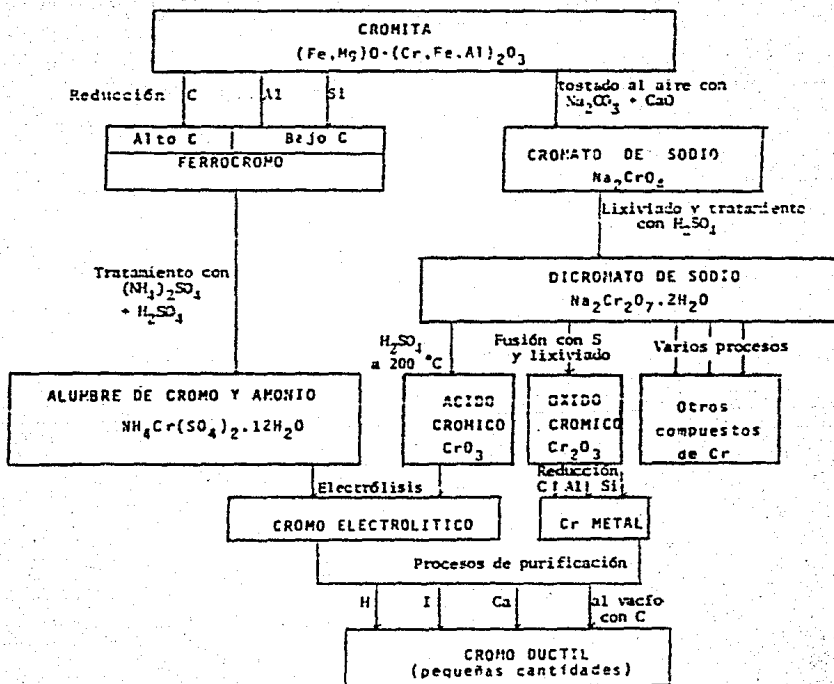 CROMITA
(Fe,Mg)O·(Cr,Fe,Al)₂O₃
Reducción C Al Si
tostado al aire con
Na₂CO₃ + CaO
Alto C | Bajo C
FERROCROMO
CROMATO DE SODIO
Na₂CrO₄
Lixiviado y tratamiento
con H₂SO₄
Tratamiento con
(NH₄)₂SO₄
+ H₂SO₄
DICROMATO DE SODIO
Na₂Cr₂O₇.2H₂O
H₂SO₄
a 200 °C
Fusión con S
y lixiviado
Varios procesos
ALUMBRE DE CROMO Y AMONIO
NH₄Cr(SO₄)₂.12H₂O
ACIDO
CROMICO
CrO₃
OXIDO
CROMICO
Cr₂O₃
Otros
compuestos
de Cr
Electrólisis
Reducción
C Al Si
CROMO ELECTROLITICO
Cr METAL
Procesos de purificación
H I Ca al vacío
con C
CROMO DUCTIL
(pequeñas cantidades)